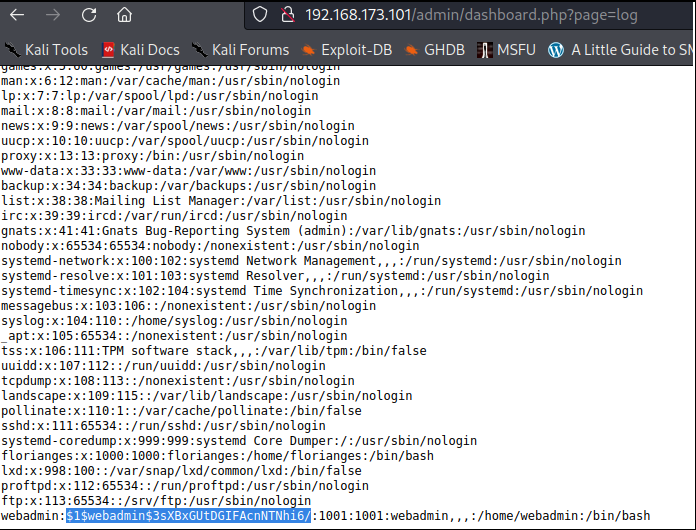 192.168.173.101/admin/dashboard.php?page=log
Kali Tools Kali Docs Kali Forums Exploit-DB GHDB MSFU A Little Guide to SM
games:x:5:60:games:/usr/games:/usr/sbin/nologin
man:x:6:12:man:/var/cache/man:/usr/sbin/nologin
lp:x:7:7:lp:/var/spool/lpd:/usr/sbin/nologin
mail:x:8:8:mail:/var/mail:/usr/sbin/nologin
news:x:9:9:news:/var/spool/news:/usr/sbin/nologin
uucp:x:10:10:uucp:/var/spool/uucp:/usr/sbin/nologin
proxy:x:13:13:proxy:/bin:/usr/sbin/nologin
www-data:x:33:33:www-data:/var/www:/usr/sbin/nologin
backup:x:34:34:backup:/var/backups:/usr/sbin/nologin
list:x:38:38:Mailing List Manager:/var/list:/usr/sbin/nologin
irc:x:39:39:ircd:/var/run/ircd:/usr/sbin/nologin
gnats:x:41:41:Gnats Bug-Reporting System (admin):/var/lib/gnats:/usr/sbin/nologin
nobody:x:65534:65534:nobody:/nonexistent:/usr/sbin/nologin
systemd-network:x:100:102:systemd Network Management,,,:/run/systemd:/usr/sbin/nologin
systemd-resolve:x:101:103:systemd Resolver,,,:/run/systemd:/usr/sbin/nologin
systemd-timesync:x:102:104:systemd Time Synchronization,,,:/run/systemd:/usr/sbin/nologin
messagebus:x:103:106::/nonexistent:/usr/sbin/nologin
syslog:x:104:110::/home/syslog:/usr/sbin/nologin
_apt:x:105:65534::/nonexistent:/usr/sbin/nologin
tss:x:106:111:TPM software stack,,,:/var/lib/tpm:/bin/false
uuidd:x:107:112::/run/uuidd:/usr/sbin/nologin
tcpdump:x:108:113::/nonexistent:/usr/sbin/nologin
landscape:x:109:115::/var/lib/landscape:/usr/sbin/nologin
pollinate:x:110:1::/var/cache/pollinate:/bin/false
sshd:x:111:65534::/run/sshd:/usr/sbin/nologin
systemd-coredump:x:999:999:systemd Core Dumper:/:/usr/sbin/nologin
florianges:x:1000:1000:florianges:/home/florianges:/bin/bash
lxd:x:998:100::/var/snap/lxd/common/lxd:/bin/false
proftpd:x:112:65534::/run/proftpd:/usr/sbin/nologin
ftp:x:113:65534::/srv/ftp:/usr/sbin/nologin
webadmin:$1$webadmin$3sXBxGUtDGIFAcnNTNhi6/:1001:1001:webadmin,,,:/home/webadmin:/bin/bash